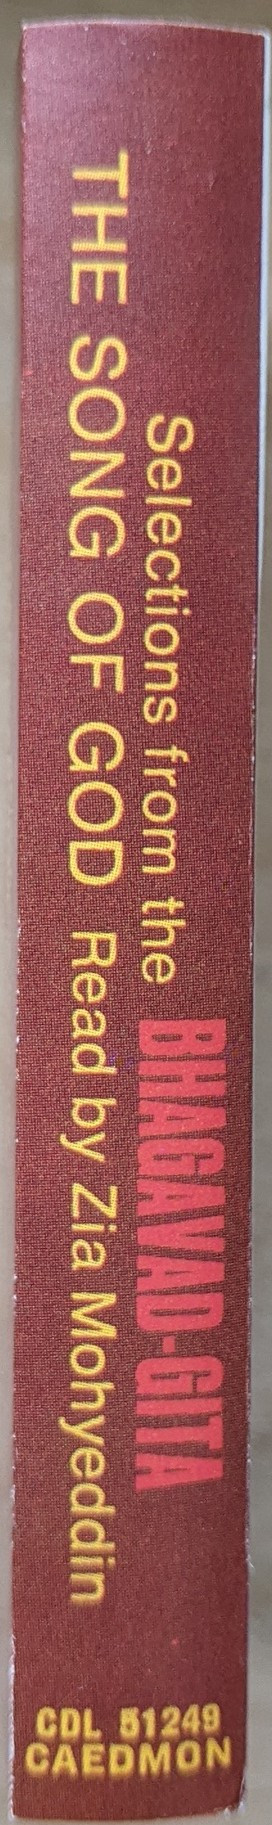 Selections from the BHAGAVAD-GITA
THE SONG OF GOD Read by Zia Mohyeddin
CDL 51249
CAEDMON